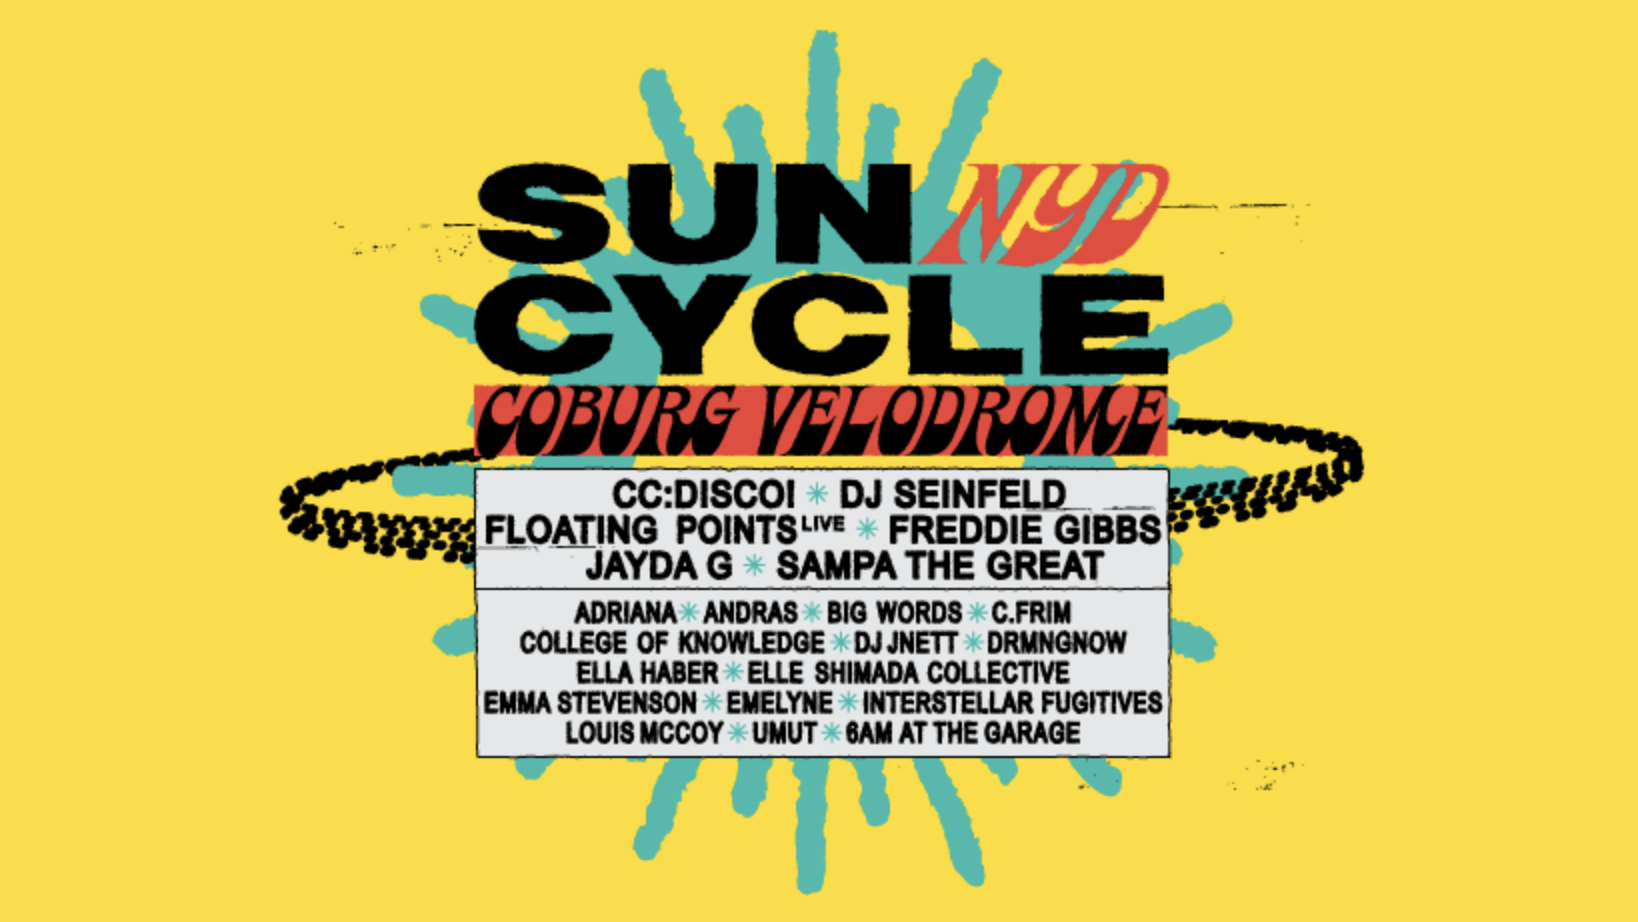 SUN NYD
CYCLE
COBURG VELODROME
CC:DISCO! ✳ DJ SEINFELD
FLOATING POINTS LIVE ✳ FREDDIE GIBBS
JAYDA G ✳ SAMPA THE GREAT
ADRIANA ✳ ANDRAS ✳ BIG WORDS ✳ C.FRIM
COLLEGE OF KNOWLEDGE ✳ DJ JNETT ✳ DRMNGNOW
ELLA HABER ✳ ELLE SHIMADA COLLECTIVE
EMMA STEVENSON ✳ EMELYNE ✳ INTERSTELLAR FUGITIVES
LOUIS MCCOY ✳ UMUT ✳ 6AM AT THE GARAGE